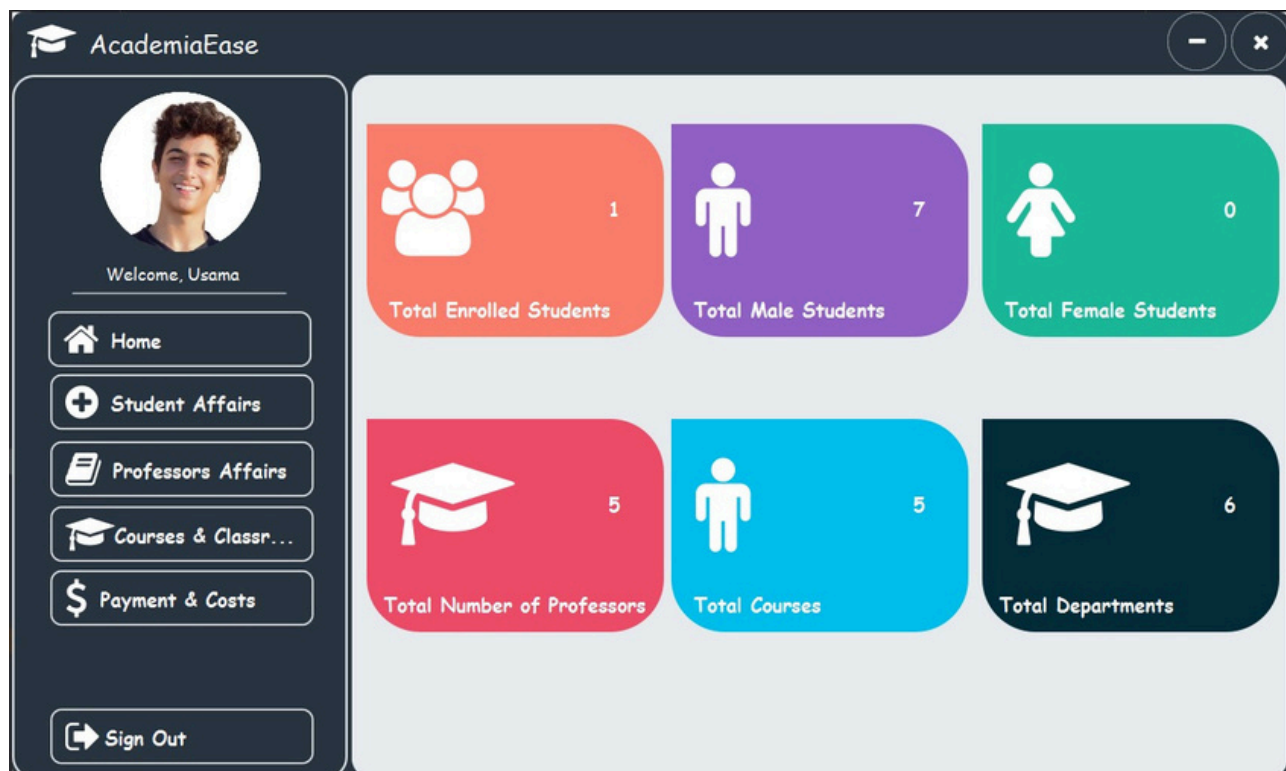 AcademiaEase
Welcome, Usama
Home
Student Affairs
Professors Affairs
Courses & Classr...
Payment & Costs
Sign Out
1
Total Enrolled Students
7
Total Male Students
0
Total Female Students
5
Total Number of Professors
5
Total Courses
6
Total Departments